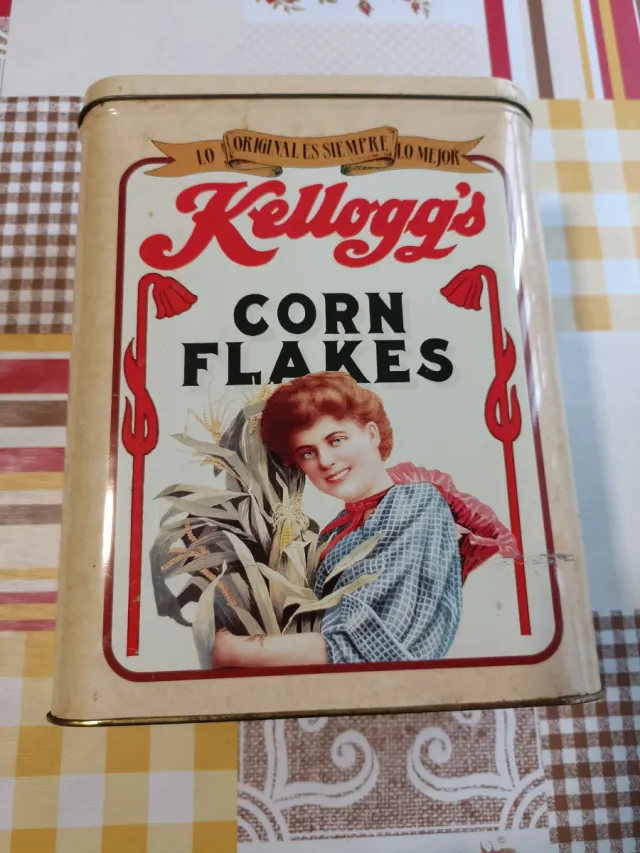 LO ORIGINAL ES SIEMPRE LO MEJOR
Kellogg's
CORN
FLAKES